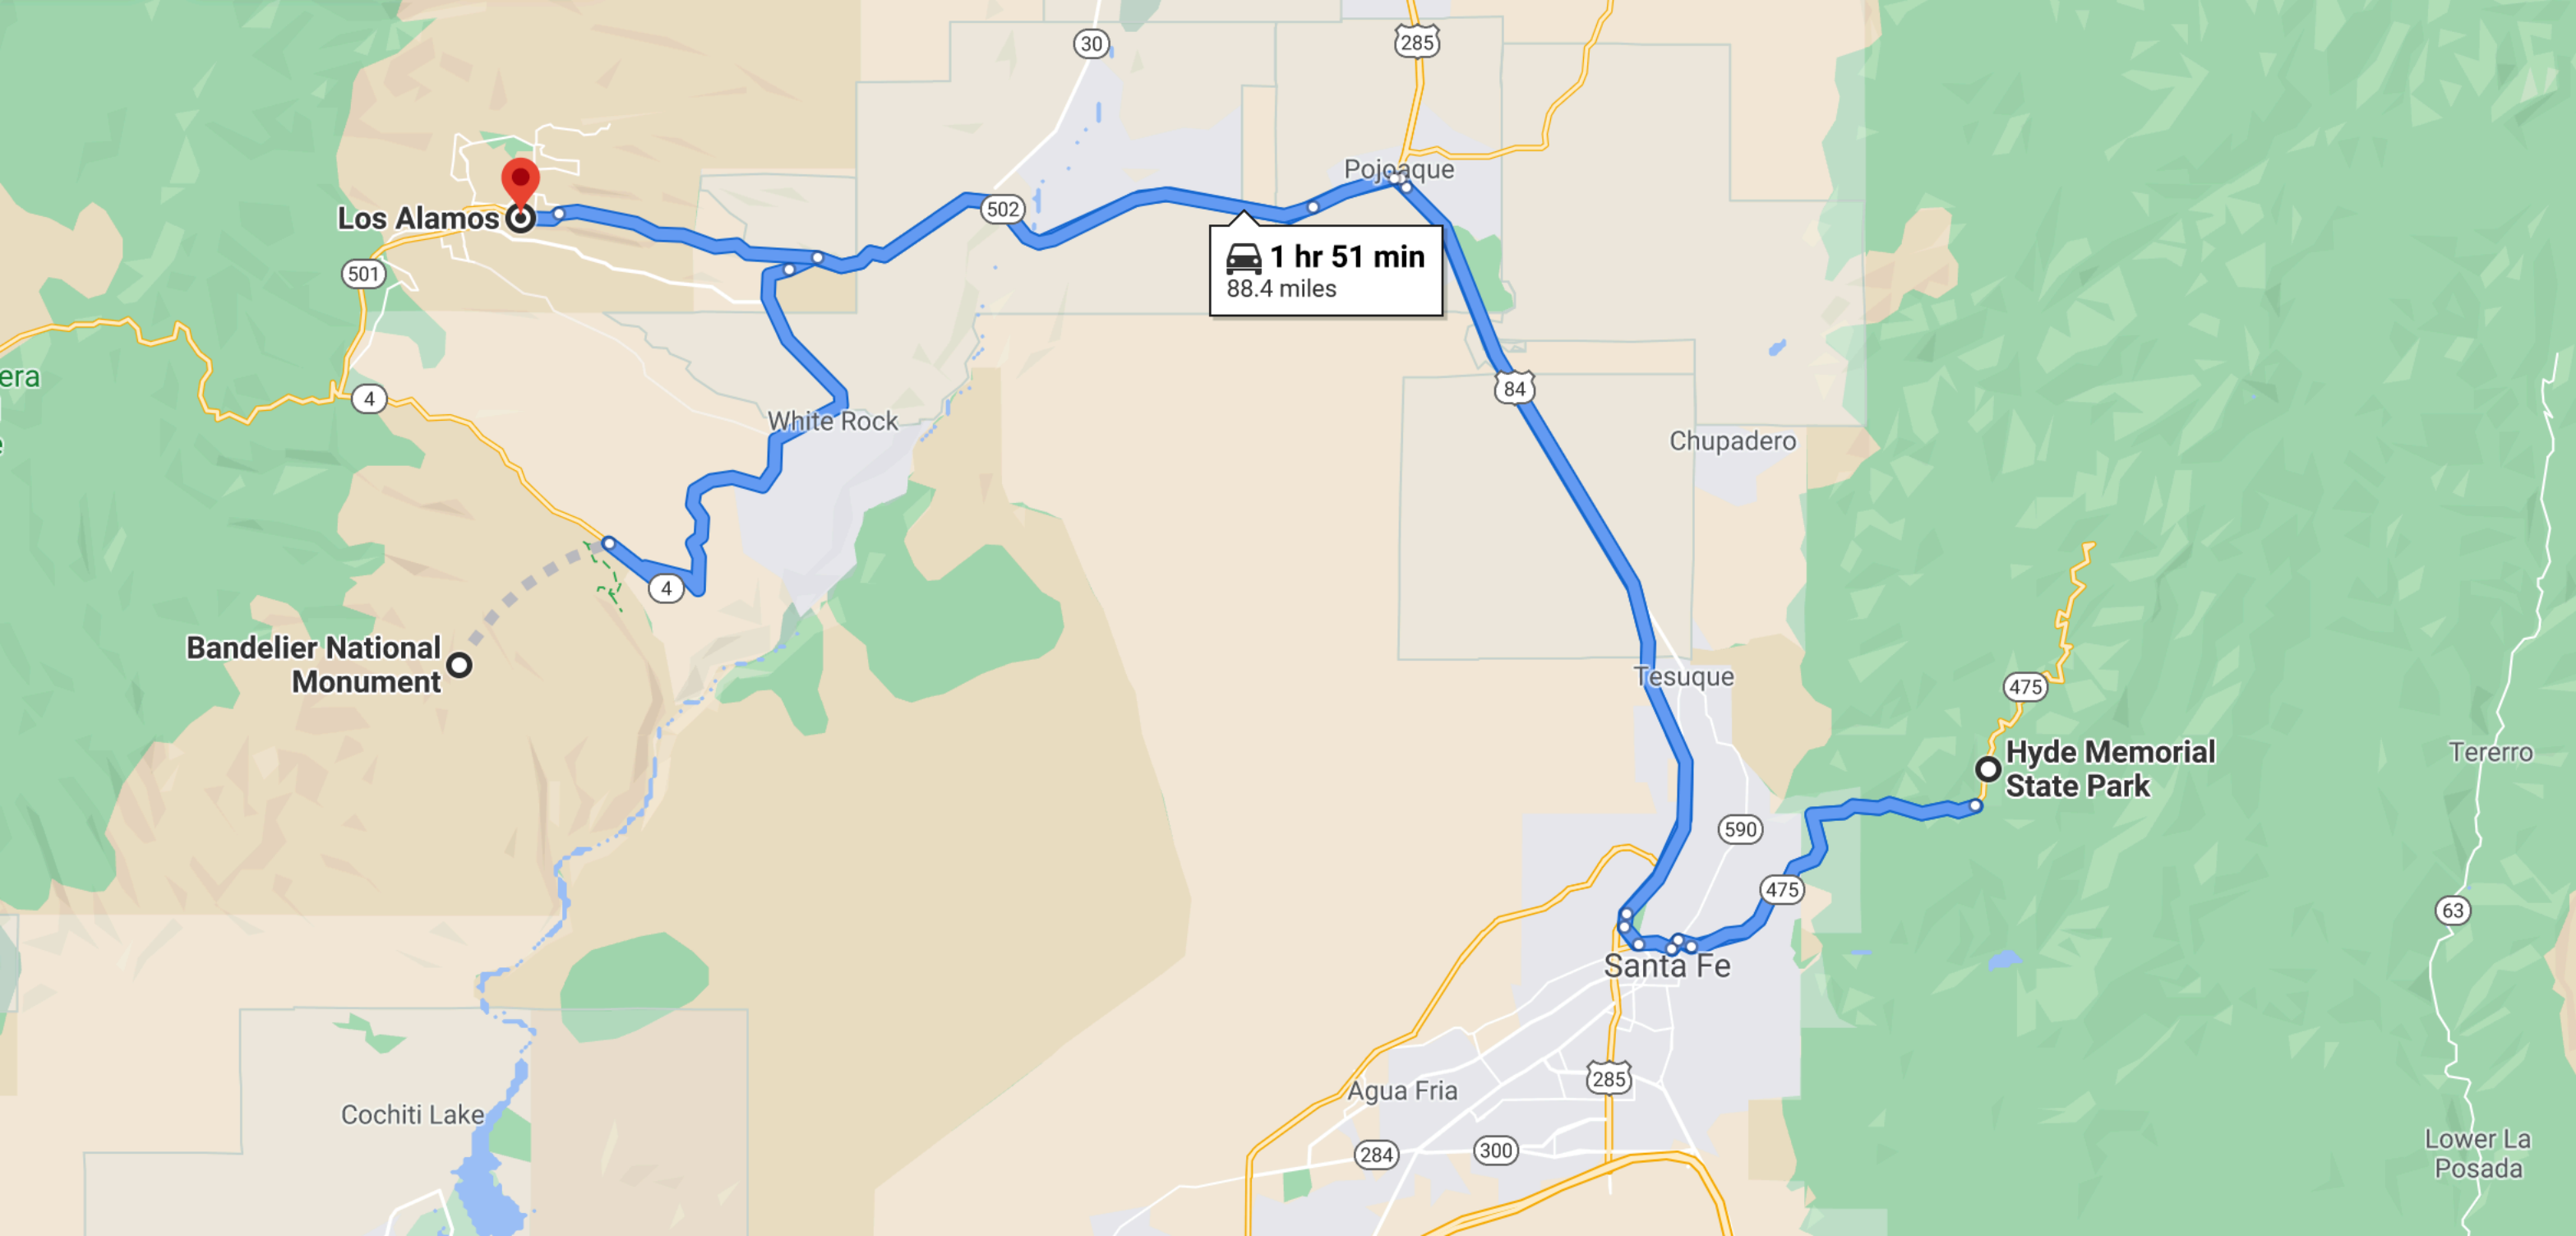 30
285
Pojoaque
Los Alamos
502
501
1 hr 51 min
88.4 miles
era
4
84
White Rock
Chupadero
4
Bandelier National
Monument
Tesuque
475
Hyde Memorial
State Park
Tererro
590
475
63
Santa Fe
285
Agua Fria
Cochiti Lake
284
300
Lower La
Posada